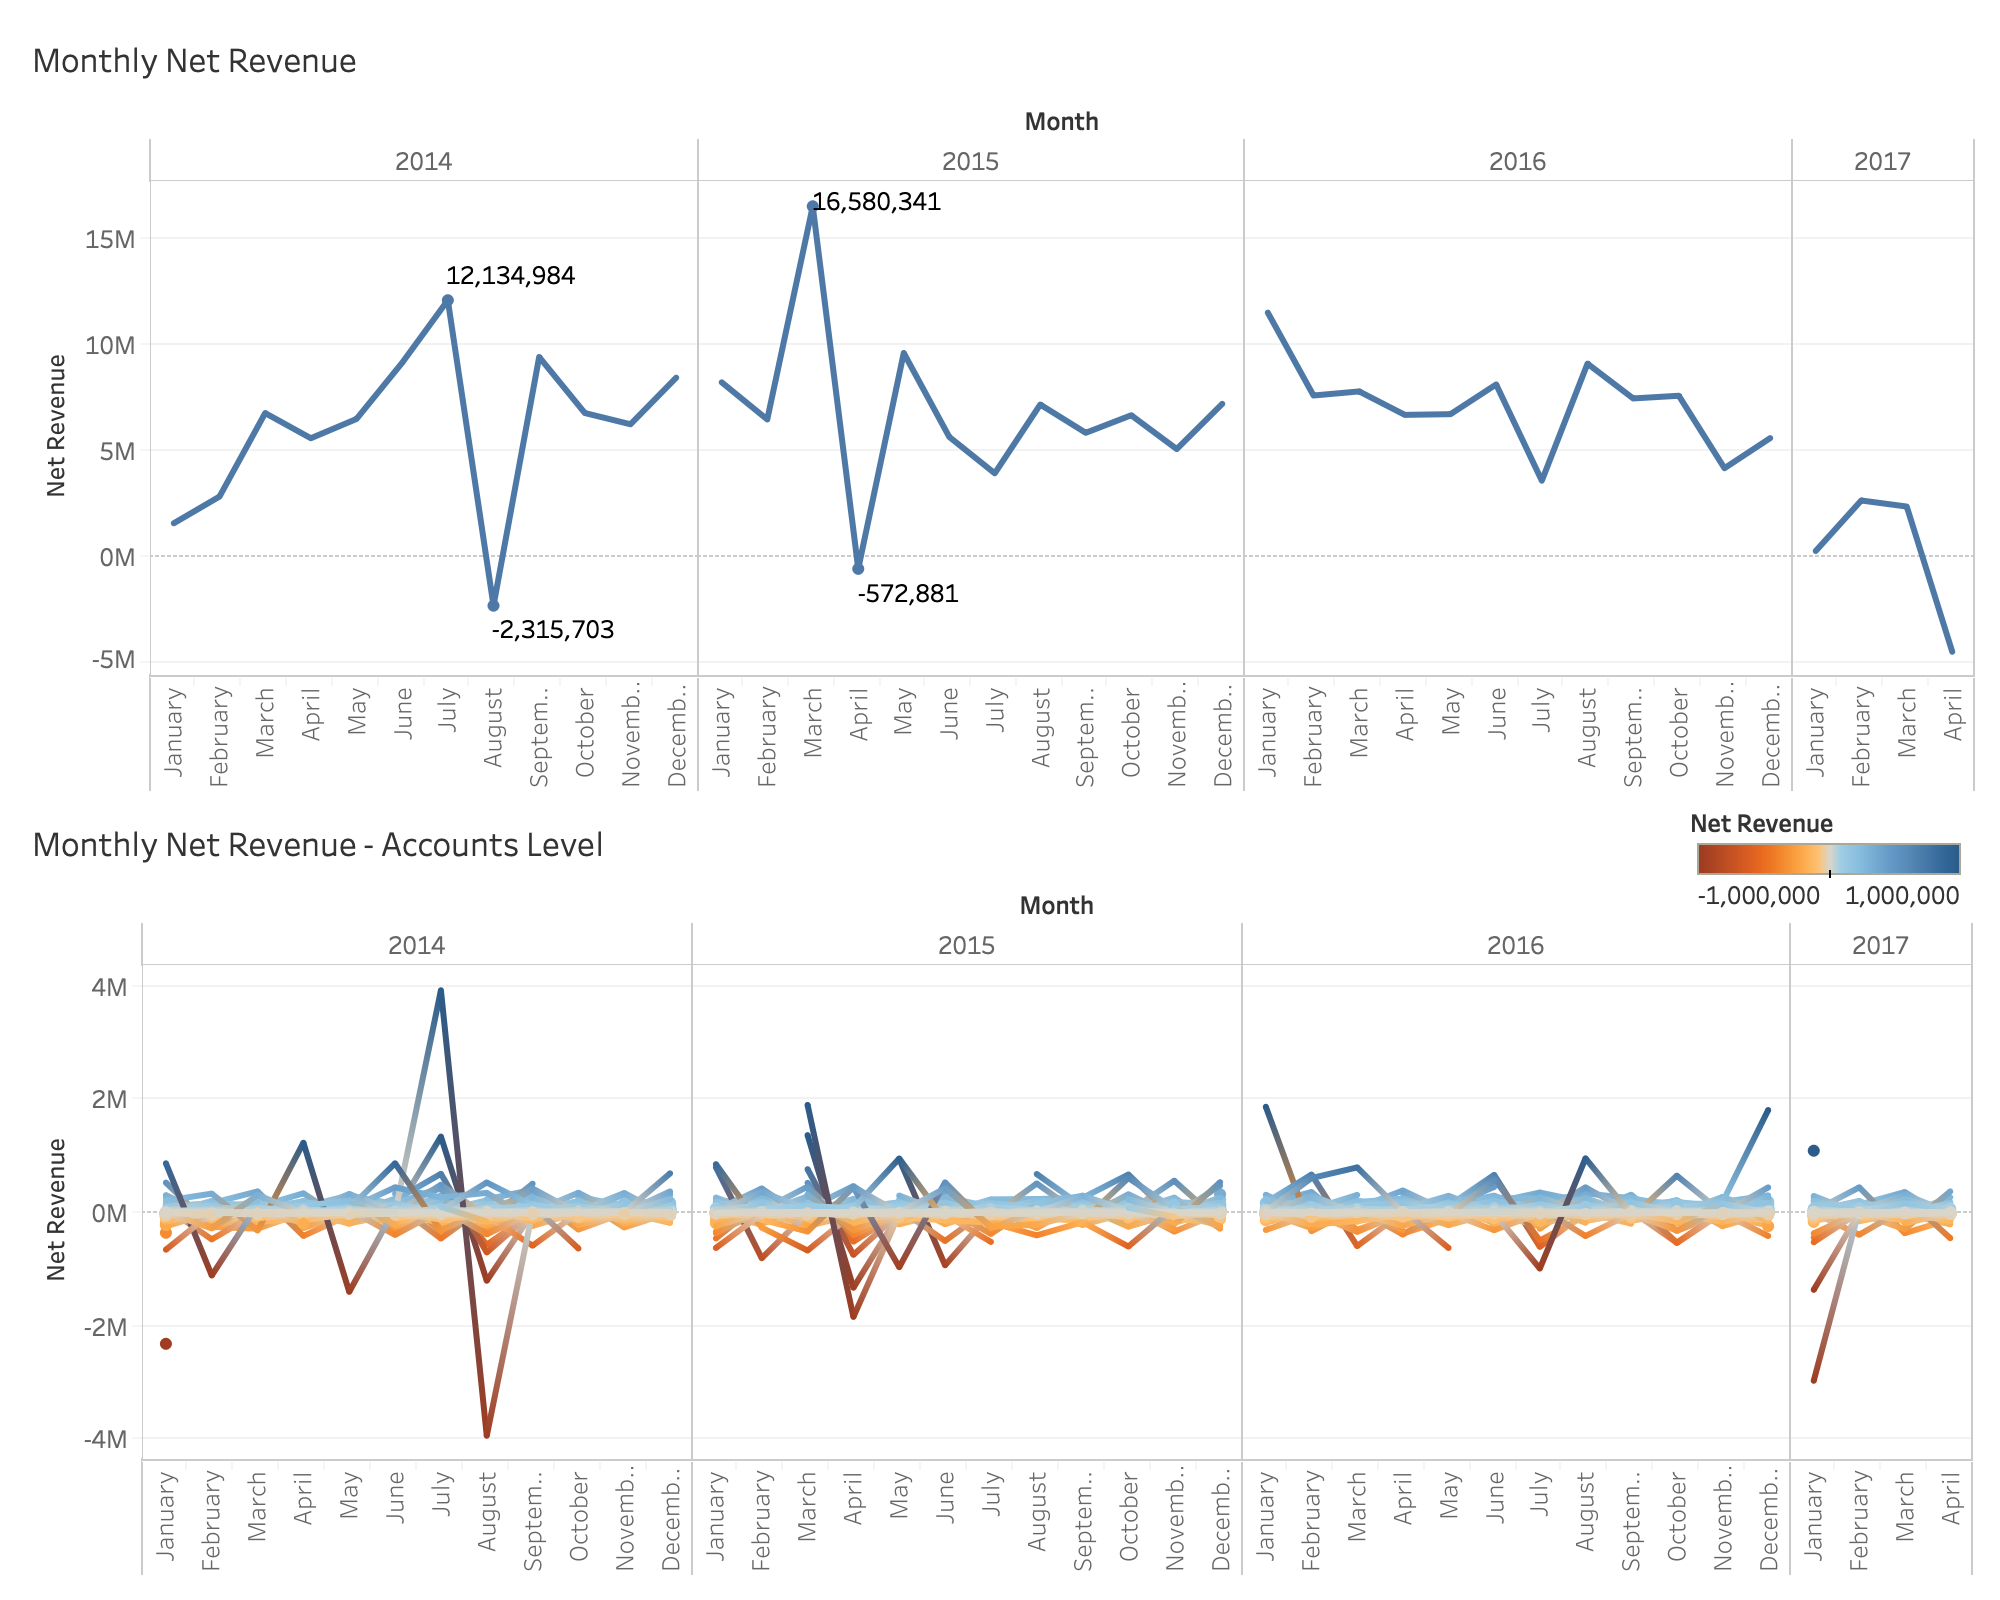 Monthly Net Revenue
Month
2014 2015 2016 2017
16,580,341
15M
12,134,984
10M
Net Revenue
5M
0M
-572,881
-2,315,703
-5M
January February March April May June July August Septem.. October Novemb.. Decemb.. January February March April May June July August Septem.. October Novemb.. Decemb.. January February March April May June July August Septem.. October Novemb.. Decemb.. January February March April
Net Revenue
Monthly Net Revenue - Accounts Level
-1,000,000 1,000,000
Month
2014 2015 2016 2017
4M
2M
Net Revenue
0M
-2M
-4M
January February March April May June July August Septem.. October Novemb.. Decemb.. January February March April May June July August Septem.. October Novemb.. Decemb.. January February March April May June July August Septem.. October Novemb.. Decemb.. January February March April